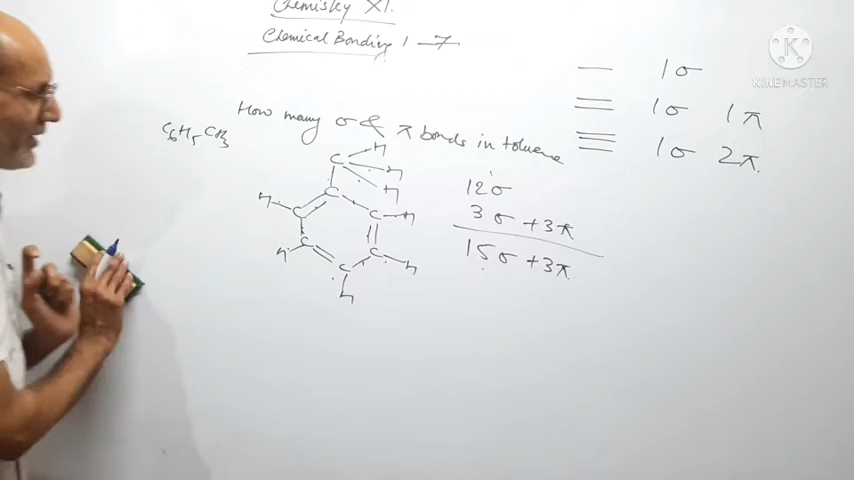 Chemistry XI.
Chemical Bonding 1-7
How many σ & π bonds in toluene
C6H5CH3
C H
H
H
C
H C C H
H C C H
C
H
12σ
3σ + 3π
15σ + 3π
— 1σ
= 1σ 1π
≡ 1σ 2π
K
KINEMASTER